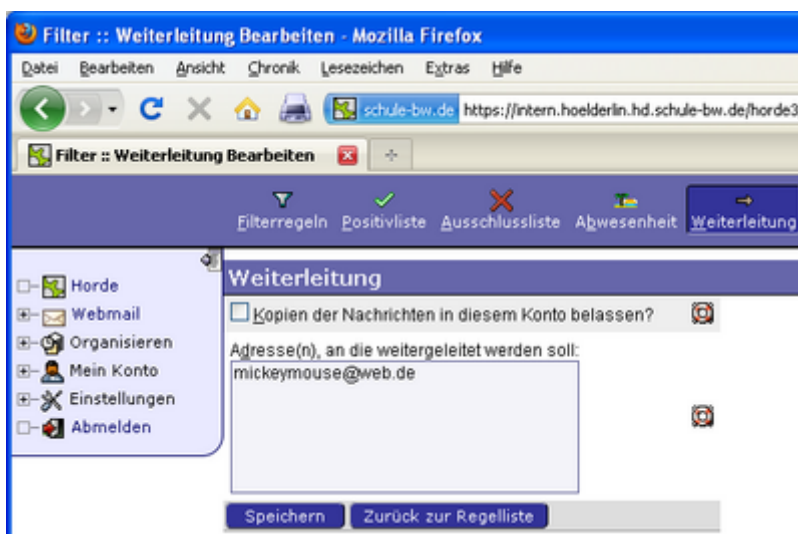 Filter :: Weiterleitung Bearbeiten - Mozilla Firefox
Datei Bearbeiten Ansicht Chronik Lesezeichen Extras Hilfe
schule-bw.de https://intern.hoelderlin.hd.schule-bw.de/horde3
Filter :: Weiterleitung Bearbeiten
Filterregeln Positivliste Ausschlussliste Abwesenheit Weiterleitung
Horde
Webmail
Organisieren
Mein Konto
Einstellungen
Abmelden
Weiterleitung
Kopien der Nachrichten in diesem Konto belassen?
Adresse(n), an die weitergeleitet werden soll:
mickeymouse@web.de
Speichern Zurück zur Regelliste